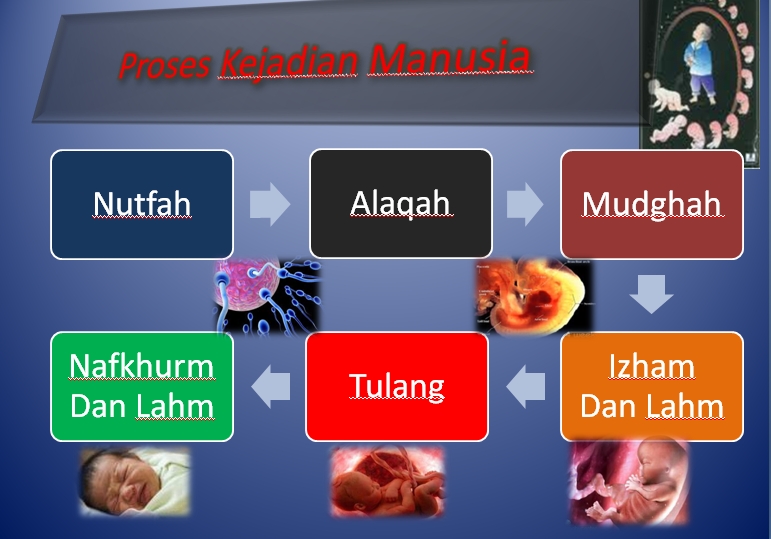 Proses Kejadian Manusia
Nutfah
Alaqah
Mudghah
Izham
Dan Lahm
Tulang
Nafkhurm
Dan Lahm